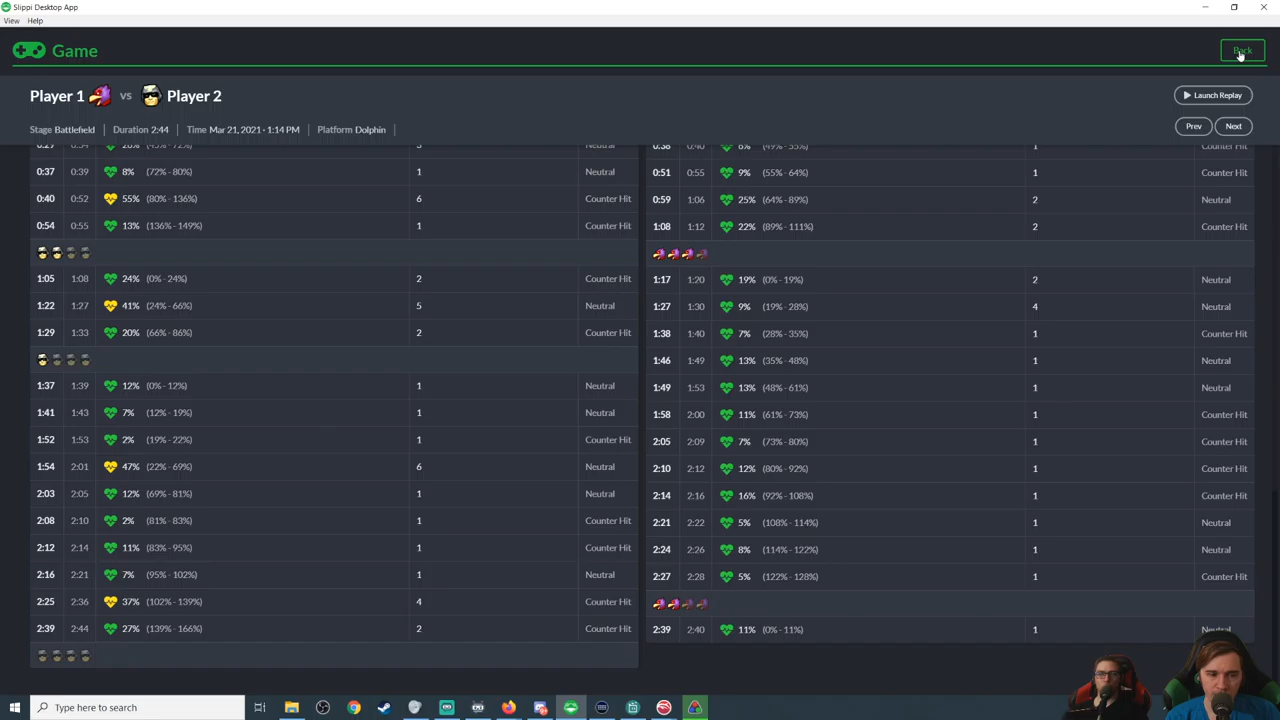 Slippi Desktop App
View Help
Game
Back
Player 1 vs Player 2
Launch Replay
Stage Battlefield Duration 2:44 Time Mar 21, 2021 · 1:14 PM Platform Dolphin
Prev Next
0:37 0:39 8% (72% - 80%) 1 Neutral
0:40 0:52 55% (80% - 136%) 6 Counter Hit
0:54 0:55 13% (136% - 149%) 1 Counter Hit
1:05 1:08 24% (0% - 24%) 2 Counter Hit
1:22 1:27 41% (24% - 66%) 5 Neutral
1:29 1:33 20% (66% - 86%) 2 Counter Hit
1:37 1:39 12% (0% - 12%) 1 Neutral
1:41 1:43 7% (12% - 19%) 1 Neutral
1:52 1:53 2% (19% - 22%) 1 Counter Hit
1:54 2:01 47% (22% - 69%) 6 Neutral
2:03 2:05 12% (69% - 81%) 1 Neutral
2:08 2:10 2% (81% - 83%) 1 Counter Hit
2:12 2:14 11% (83% - 95%) 1 Counter Hit
2:16 2:21 7% (95% - 102%) 1 Neutral
2:25 2:36 37% (102% - 139%) 4 Counter Hit
2:39 2:44 27% (139% - 166%) 2 Counter Hit
0:51 0:55 9% (55% - 64%) 1 Counter Hit
0:59 1:06 25% (64% - 89%) 2 Neutral
1:08 1:12 22% (89% - 111%) 2 Counter Hit
1:17 1:20 19% (0% - 19%) 2 Neutral
1:27 1:30 9% (19% - 28%) 4 Neutral
1:38 1:40 7% (28% - 35%) 1 Counter Hit
1:46 1:49 13% (35% - 48%) 1 Neutral
1:49 1:53 13% (48% - 61%) 1 Neutral
1:58 2:00 11% (61% - 73%) 1 Counter Hit
2:05 2:09 7% (73% - 80%) 1 Counter Hit
2:10 2:12 12% (80% - 92%) 1 Counter Hit
2:14 2:16 16% (92% - 108%) 1 Counter Hit
2:21 2:22 5% (108% - 114%) 1 Neutral
2:24 2:26 8% (114% - 122%) 1 Neutral
2:27 2:28 5% (122% - 128%) 1 Counter Hit
2:39 2:40 11% (0% - 11%) 1 Neutral
Type here to search